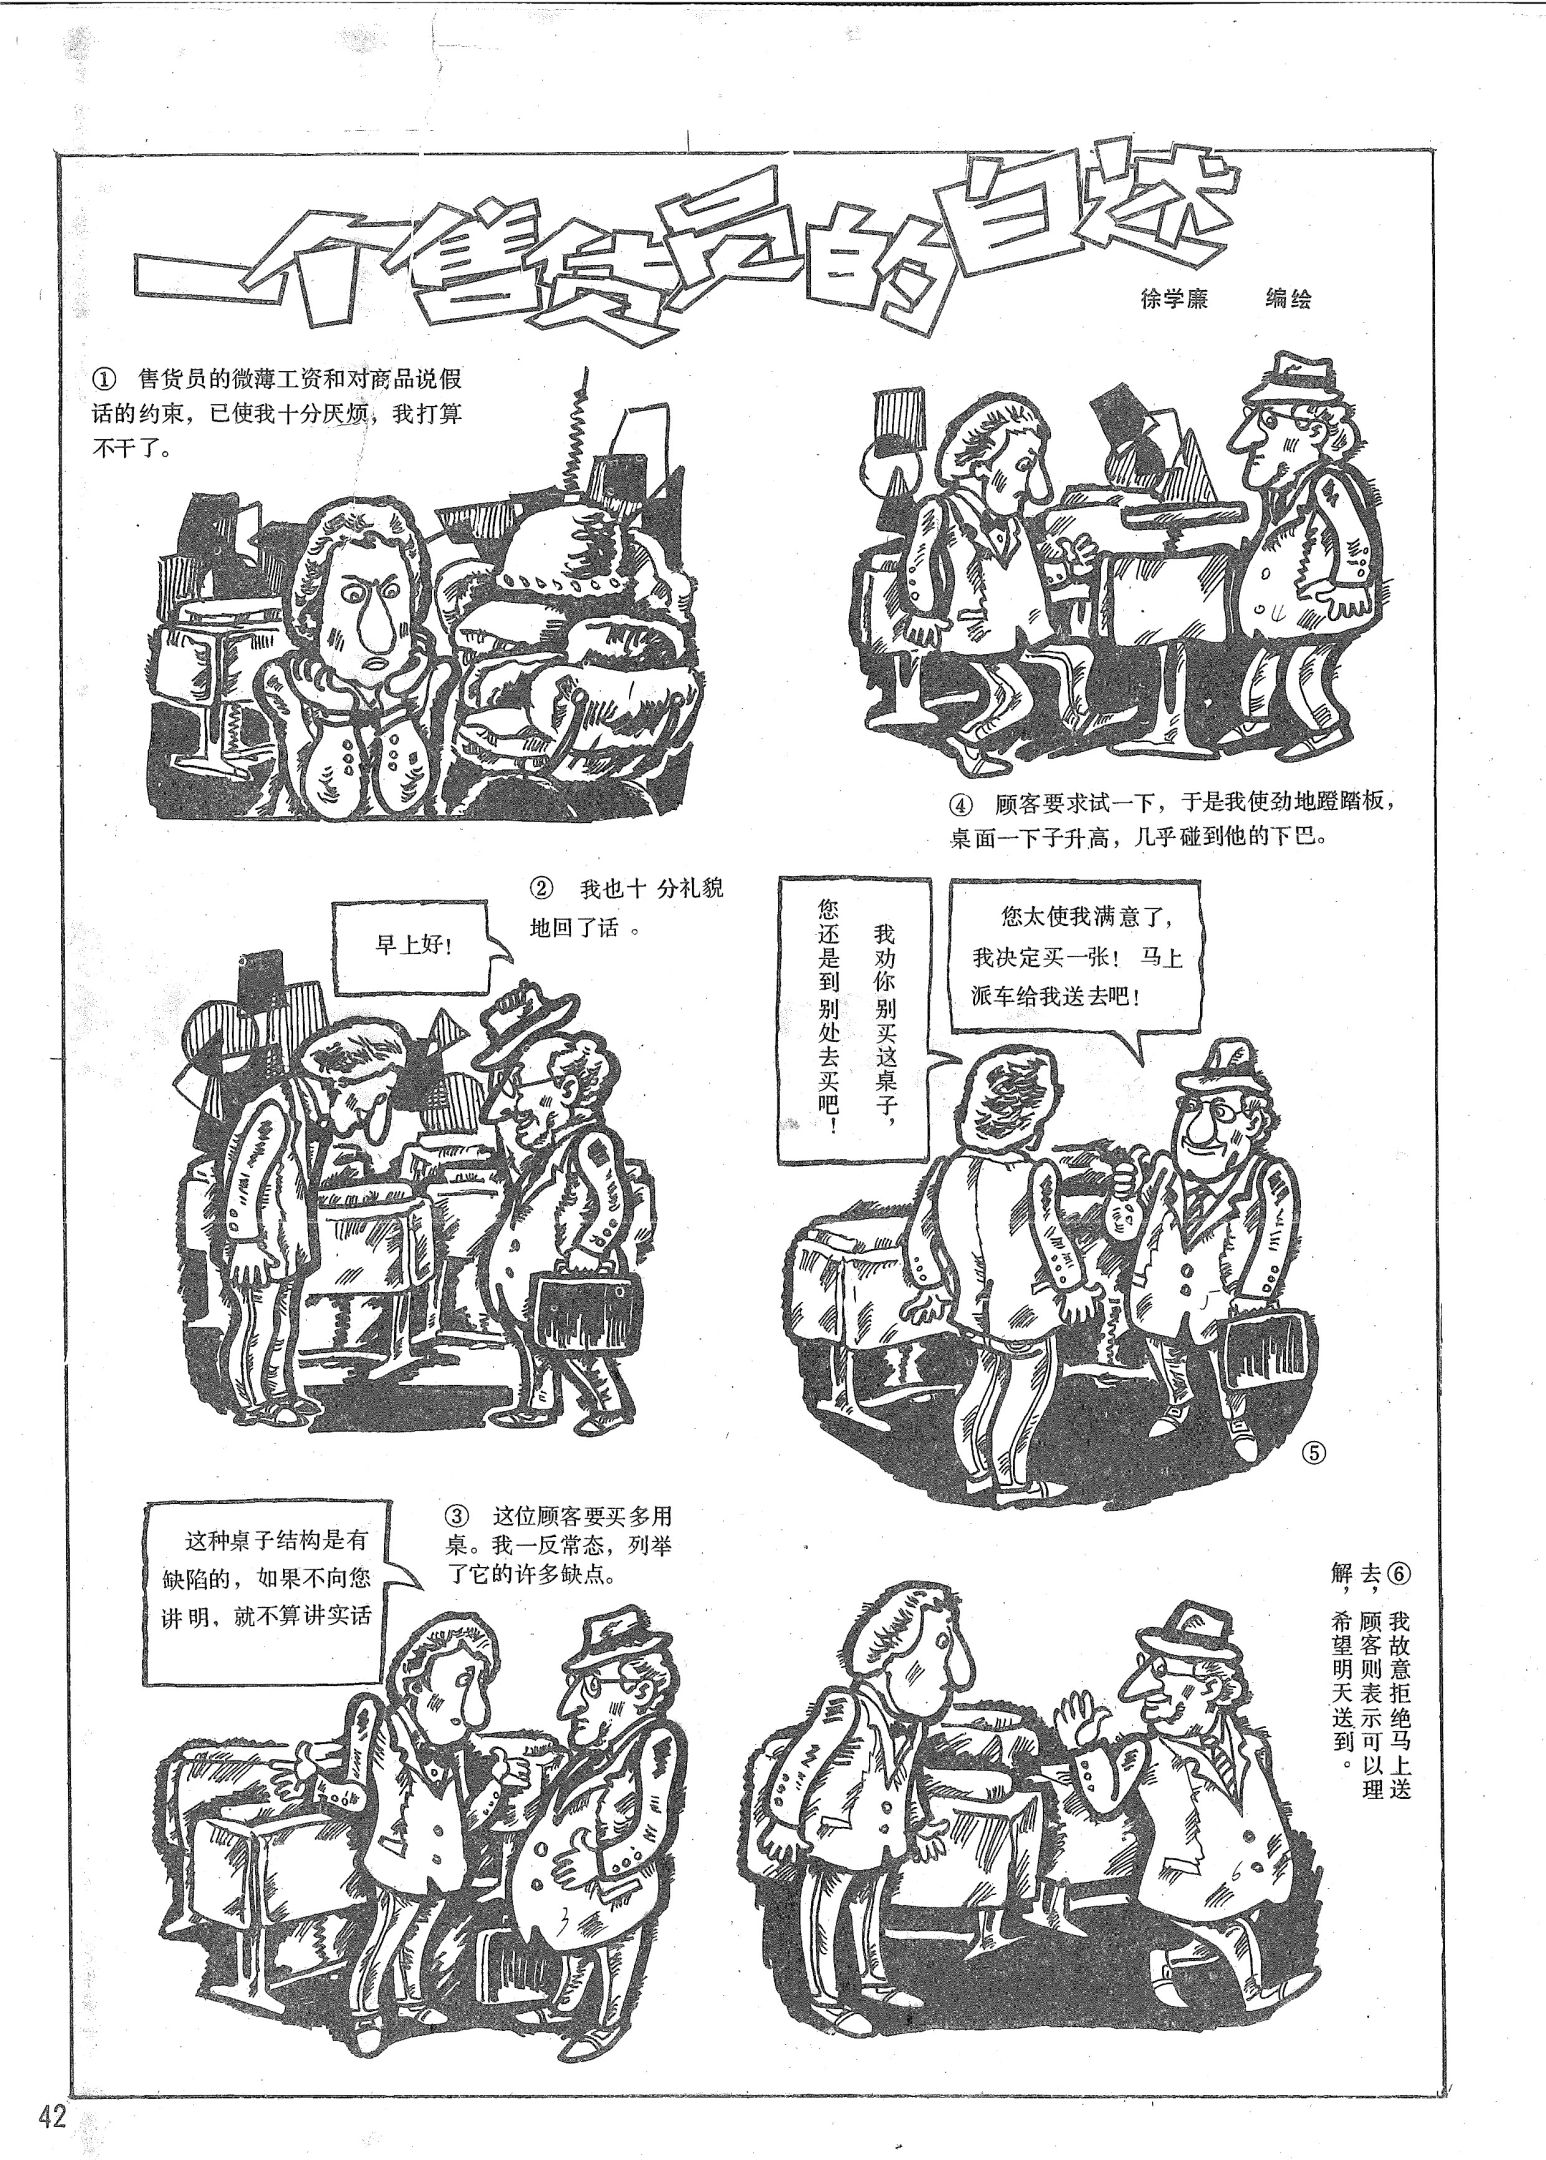 一个售货员的自述
徐学廉 编绘
① 售货员的微薄工资和对商品说假
话的约束，已使我十分厌烦，我打算
不干了。
② 我也十分礼貌
地回了话。
早上好！
③ 这位顾客要买多用
桌。我一反常态，列举
了它的许多缺点。
这种桌子结构是有
缺陷的，如果不向您
讲明，就不算讲实话
④ 顾客要求试一下，于是我使劲地蹬踏板，
桌面一下子升高，几乎碰到他的下巴。
我劝你别买这桌子，
您还是到别处去买吧！
您太使我满意了，
我决定买一张！马上
派车给我送去吧！
⑤
⑥ 我故意拒绝马上送
去，顾客则表示可以理
解，希望明天送到。
42